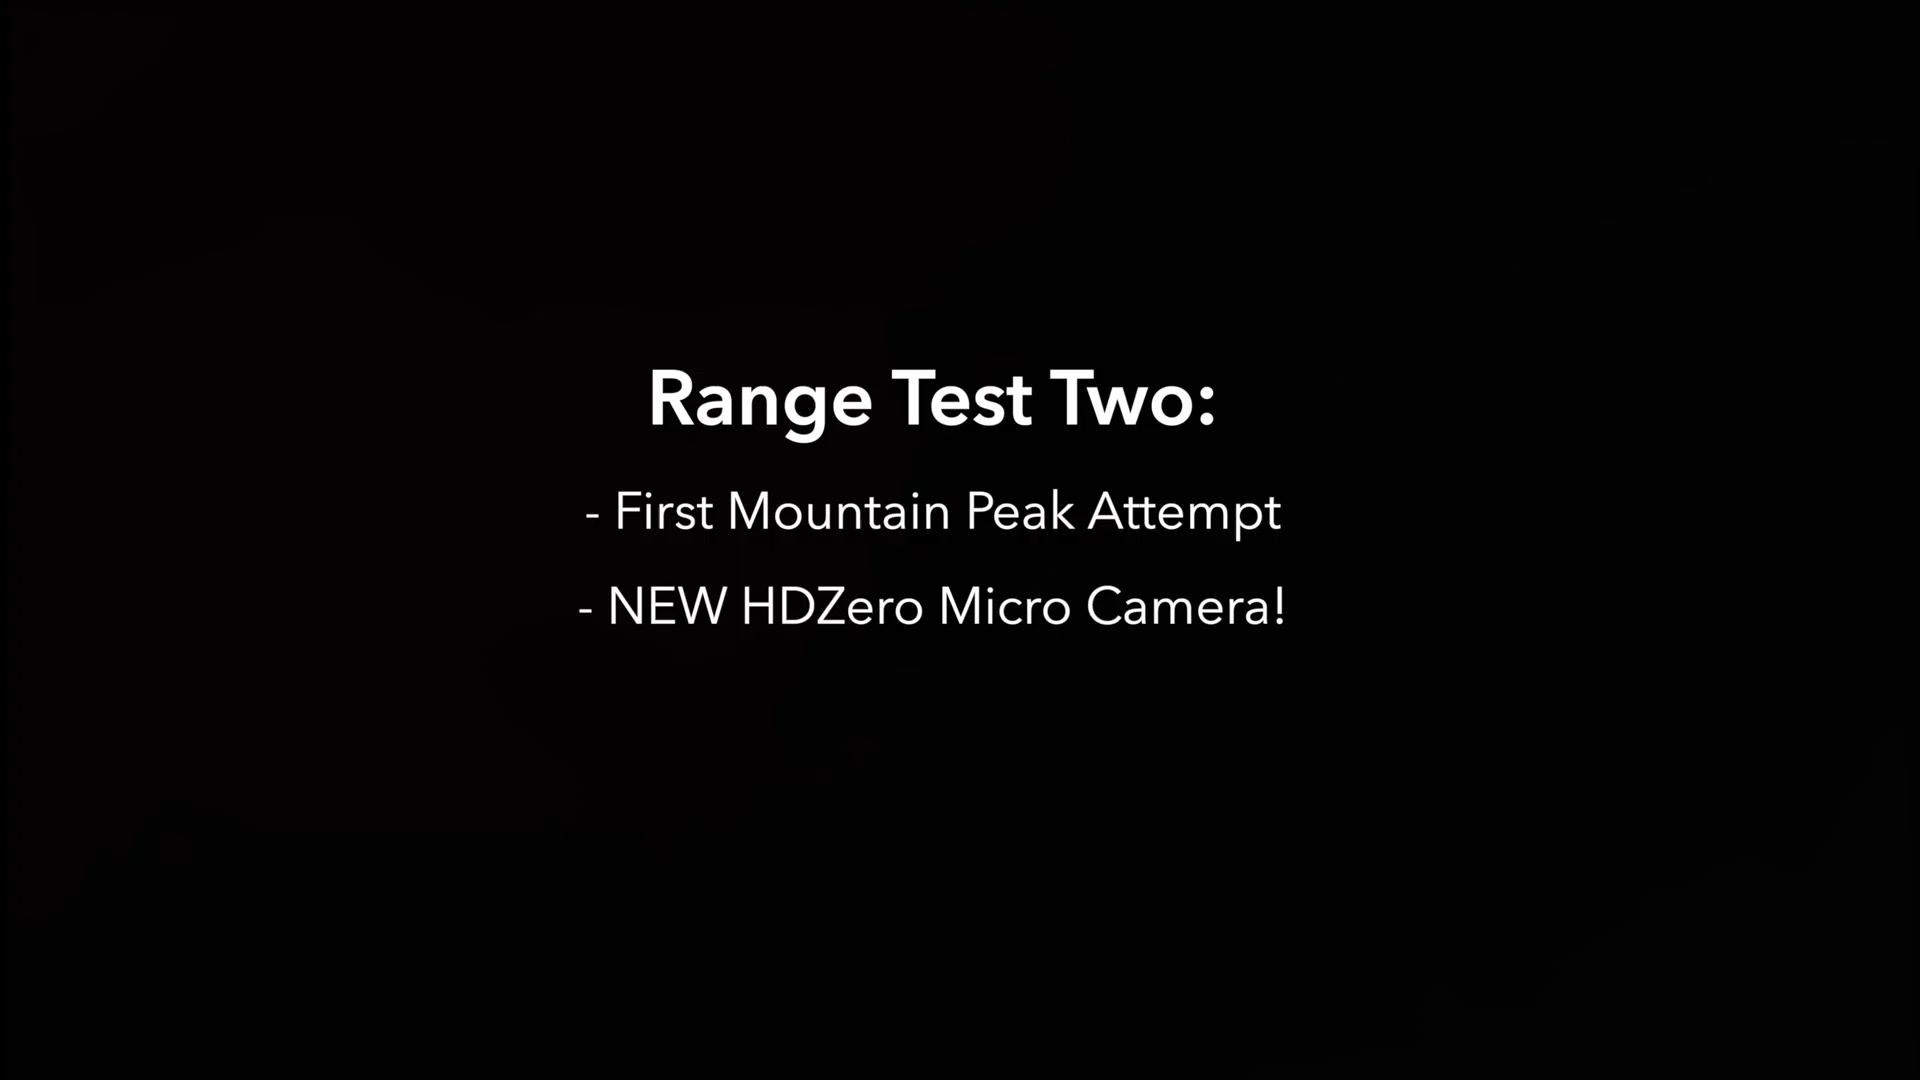 Range Test Two:
- First Mountain Peak Attempt
- NEW HDZero Micro Camera!